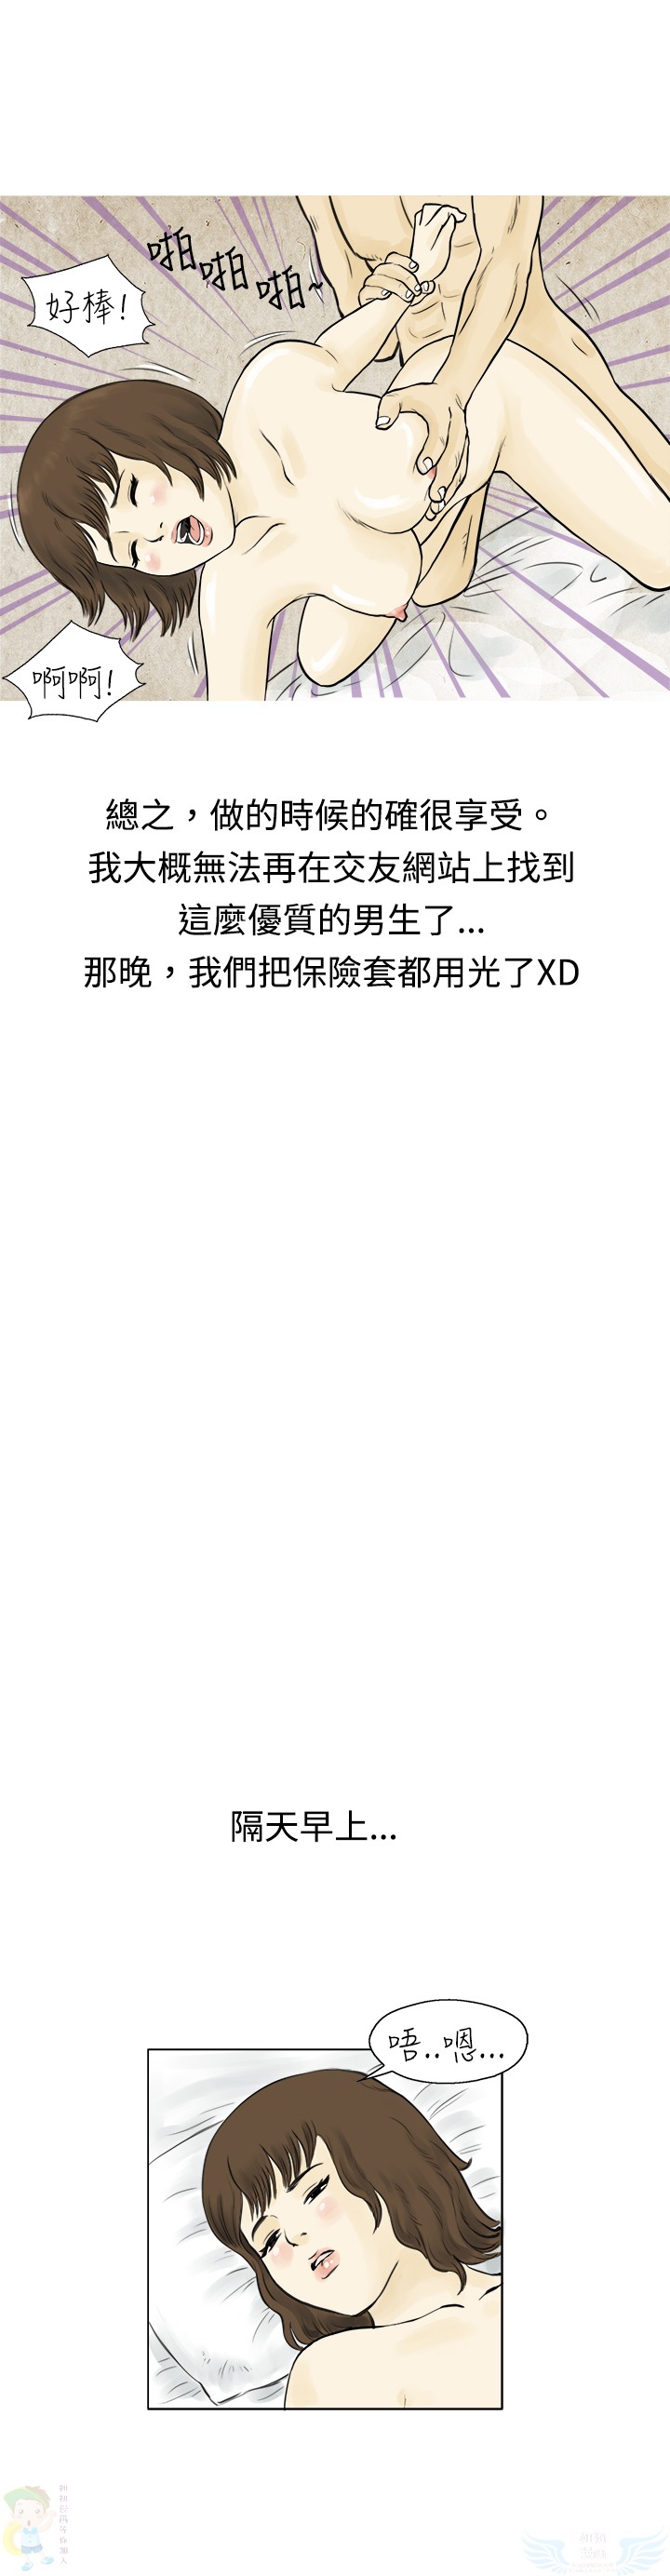 啪啪啪~
好棒!
啊啊!
總之，做的時候的確很享受。
我大概無法再在交友網站上找到
這麼優質的男生了...
那晚，我們把保險套都用光了XD
隔天早上...
唔..嗯...